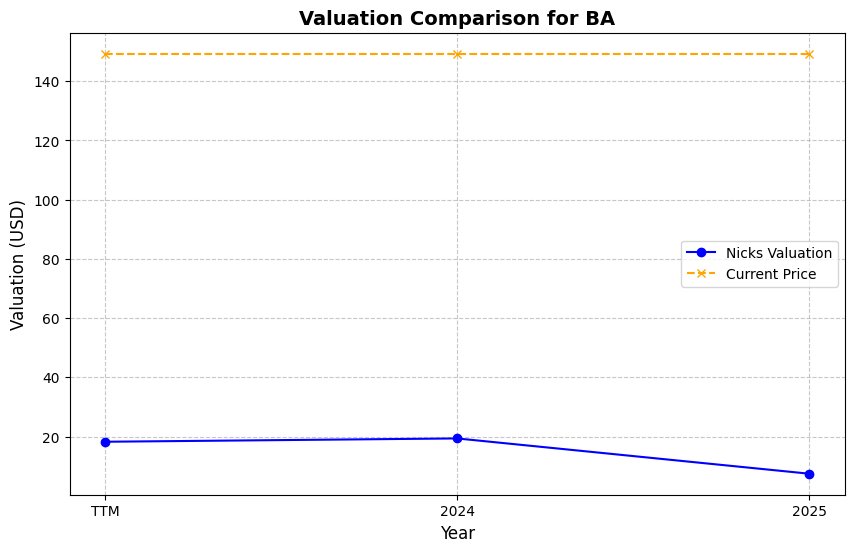 Valuation Comparison for BA
Valuation (USD)
140
120
100
80
60
40
20
Nicks Valuation
Current Price
TTM
2024
2025
Year